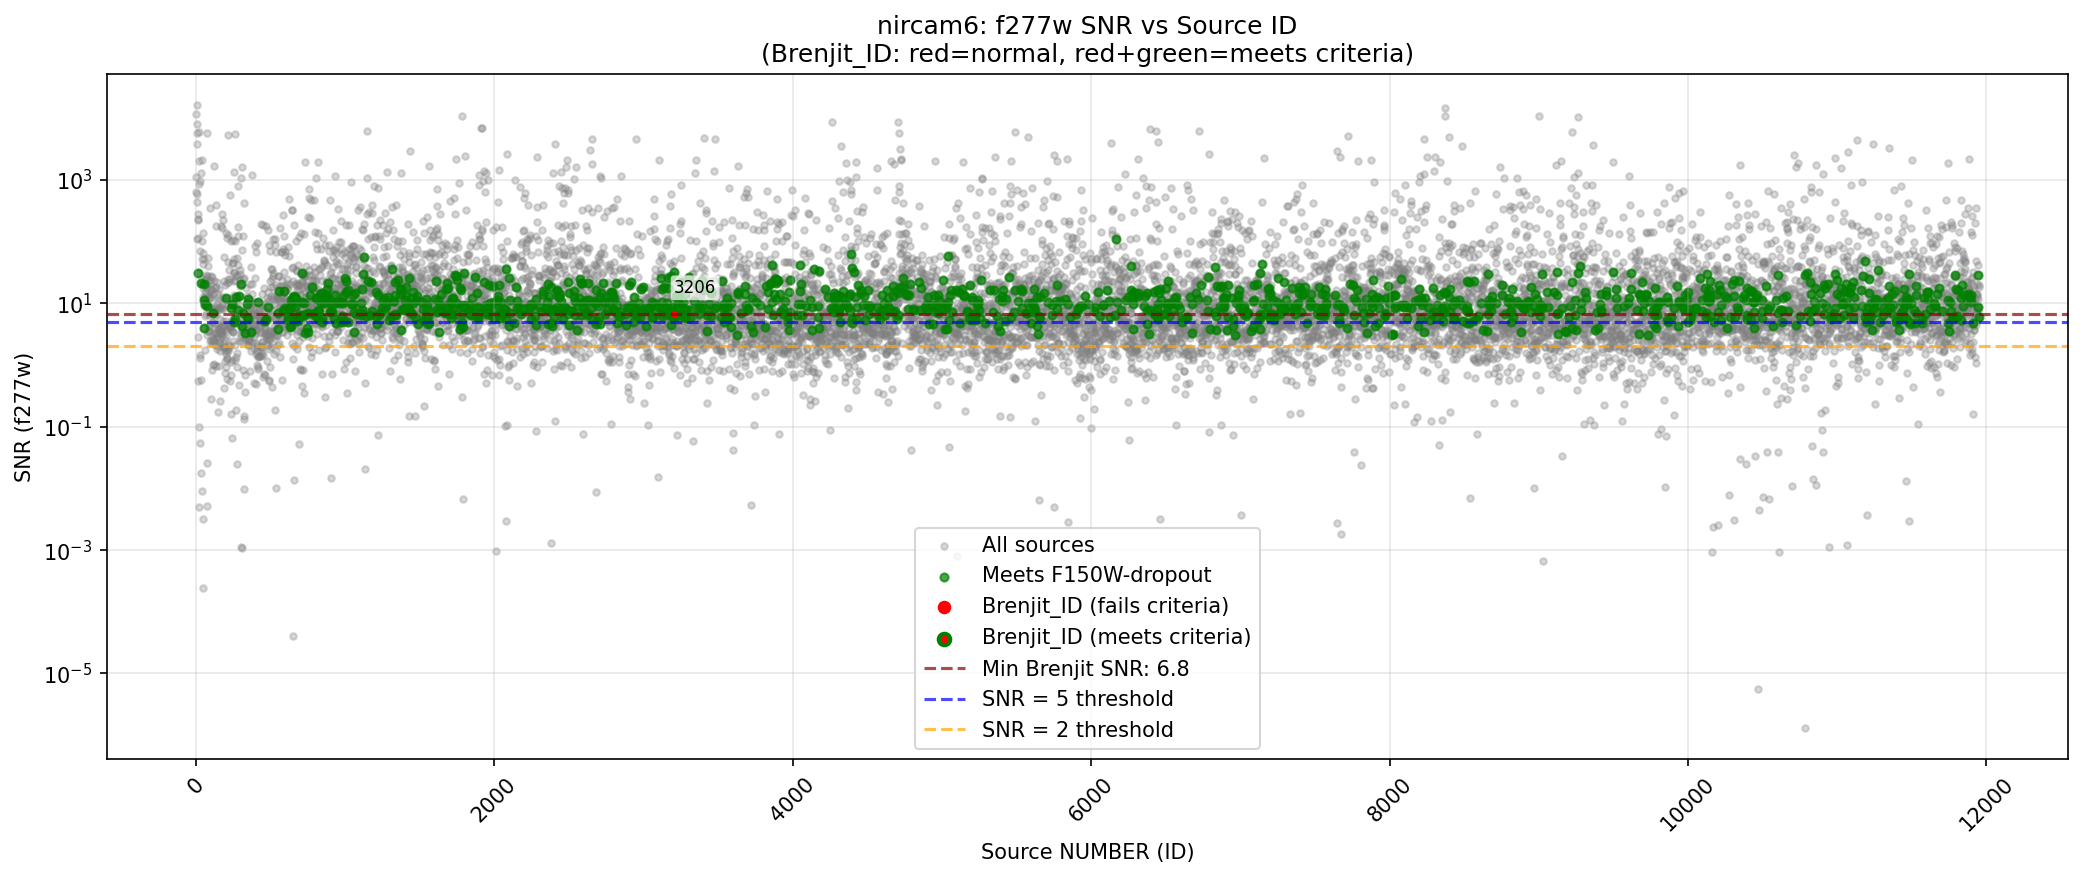 nircam6: f277w SNR vs Source ID
(Brenjit_ID: red=normal, red+green=meets criteria)
SNR (f277w)
10³
10¹
10⁻¹
10⁻³
10⁻⁵
3206
All sources
Meets F150W-dropout
Brenjit_ID (fails criteria)
Brenjit_ID (meets criteria)
Min Brenjit SNR: 6.8
SNR = 5 threshold
SNR = 2 threshold
0
2000
4000
6000
8000
10000
12000
Source NUMBER (ID)